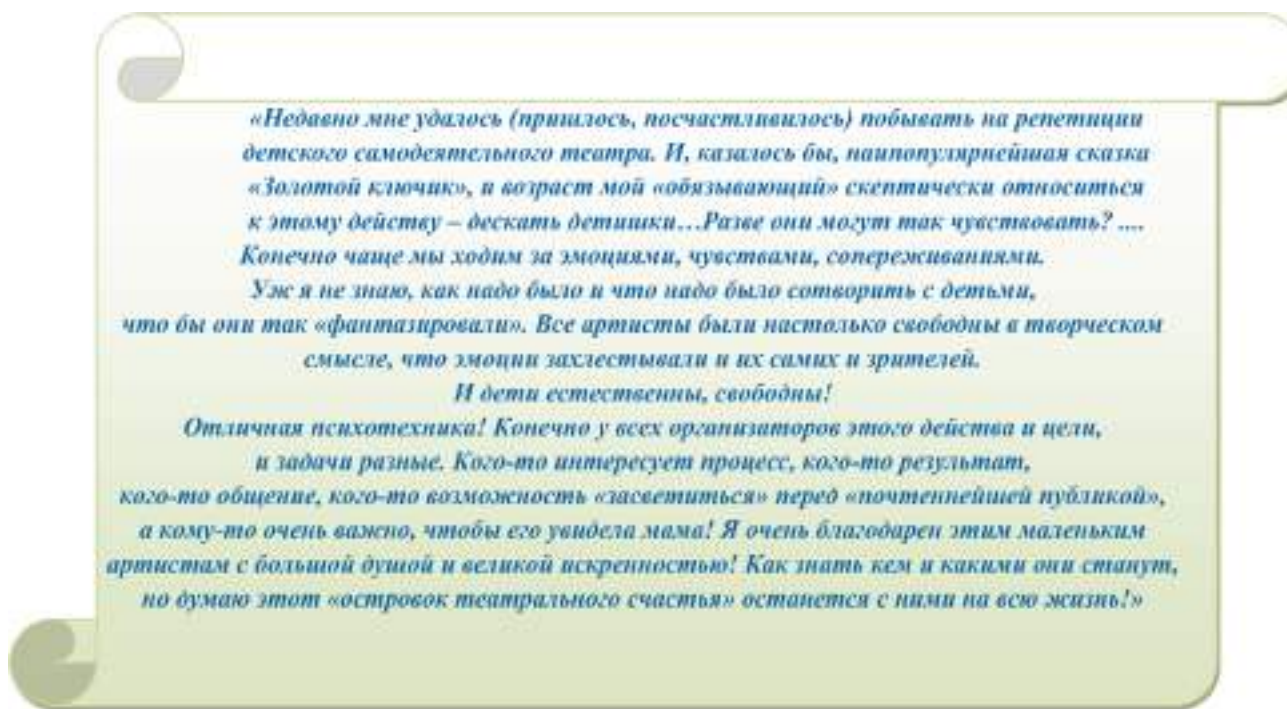 «Недавно мне удалось (пришлось, посчастливилось) побывать на репетиции
детского самодеятельного театра. И, казалось бы, наипопулярнейшая сказка
«Золотой ключик», и возраст мой «обязывающий» скептически относиться
к этому действу – дескать детишки…Разве они могут так чувствовать? ....
Конечно чаще мы ходим за эмоциями, чувствами, сопереживаниями.
Уж я не знаю, как надо было и что надо было сотворить с детьми,
что бы они так «фантазировали». Все артисты были настолько свободны в творческом
смысле, что эмоции захлестывали и их самих и зрителей.
И дети естественны, свободны!
Отличная психотехника! Конечно у всех организаторов этого действа и цели,
и задачи разные. Кого-то интересует процесс, кого-то результат,
кого-то общение, кого-то возможность «засветиться» перед «почтеннейшей публикой»,
а кому-то очень важно, чтобы его увидела мама! Я очень благодарен этим маленьким
артистам с большой душой и великой искренностью! Как знать кем и какими они станут,
но думаю этот «островок театрального счастья» останется с ними на всю жизнь!»